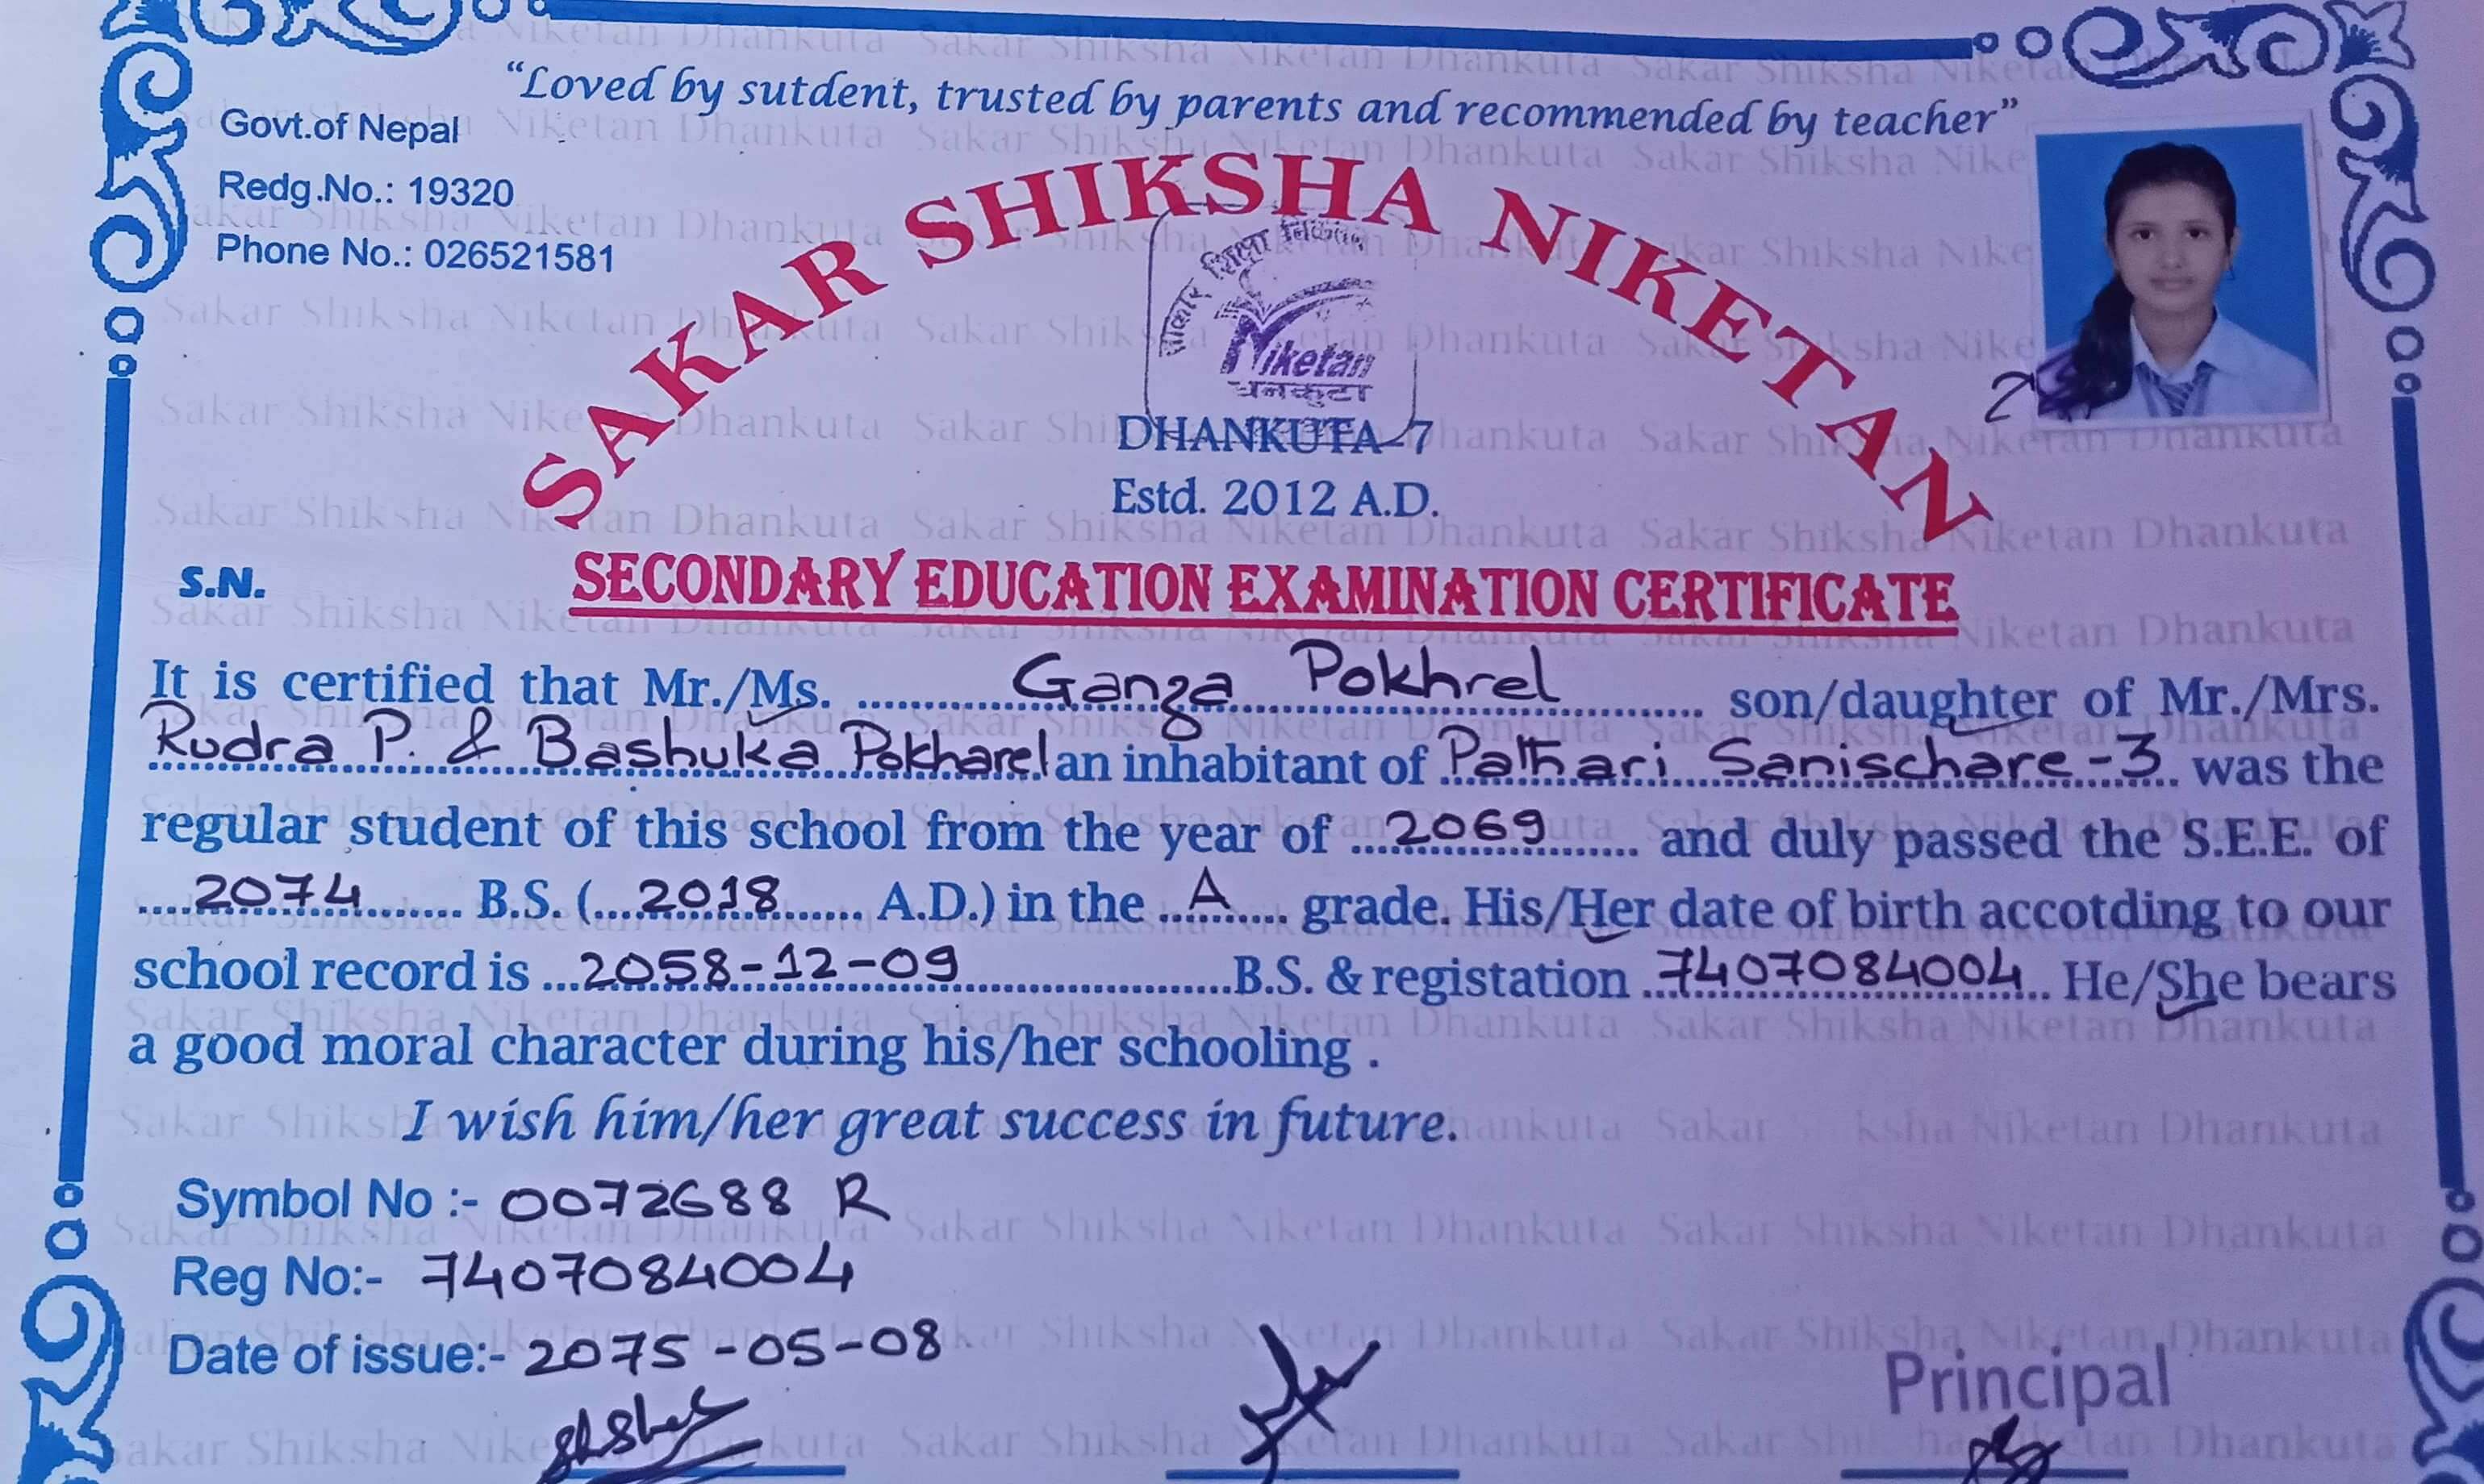 “Loved by sutdent, trusted by parents and recommended by teacher”
Govt.of Nepal
Redg.No.: 19320
Phone No.: 026521581
SAKAR SHIKSHA NIKETAN
साकार शिक्षा निकेतन
Niketan
धनकुटा
DHANKUTA-7
Estd. 2012 A.D.
S.N.
SECONDARY EDUCATION EXAMINATION CERTIFICATE
It is certified that Mr./Ms. Ganga Pokhrel son/daughter of Mr./Mrs.
Rudra P. & Bashuka Pokharel an inhabitant of Pathari Sanischare-3 was the
regular student of this school from the year of 2069 and duly passed the S.E.E. of
2074 B.S. (2018 A.D.) in the A grade. His/Her date of birth accotding to our
school record is 2058-12-09 B.S. & registation 7407084004 He/She bears
a good moral character during his/her schooling .
I wish him/her great success in future.
Symbol No :- 0072688 R
Reg No:- 7407084004
Date of issue:- 2075-05-08
Principal